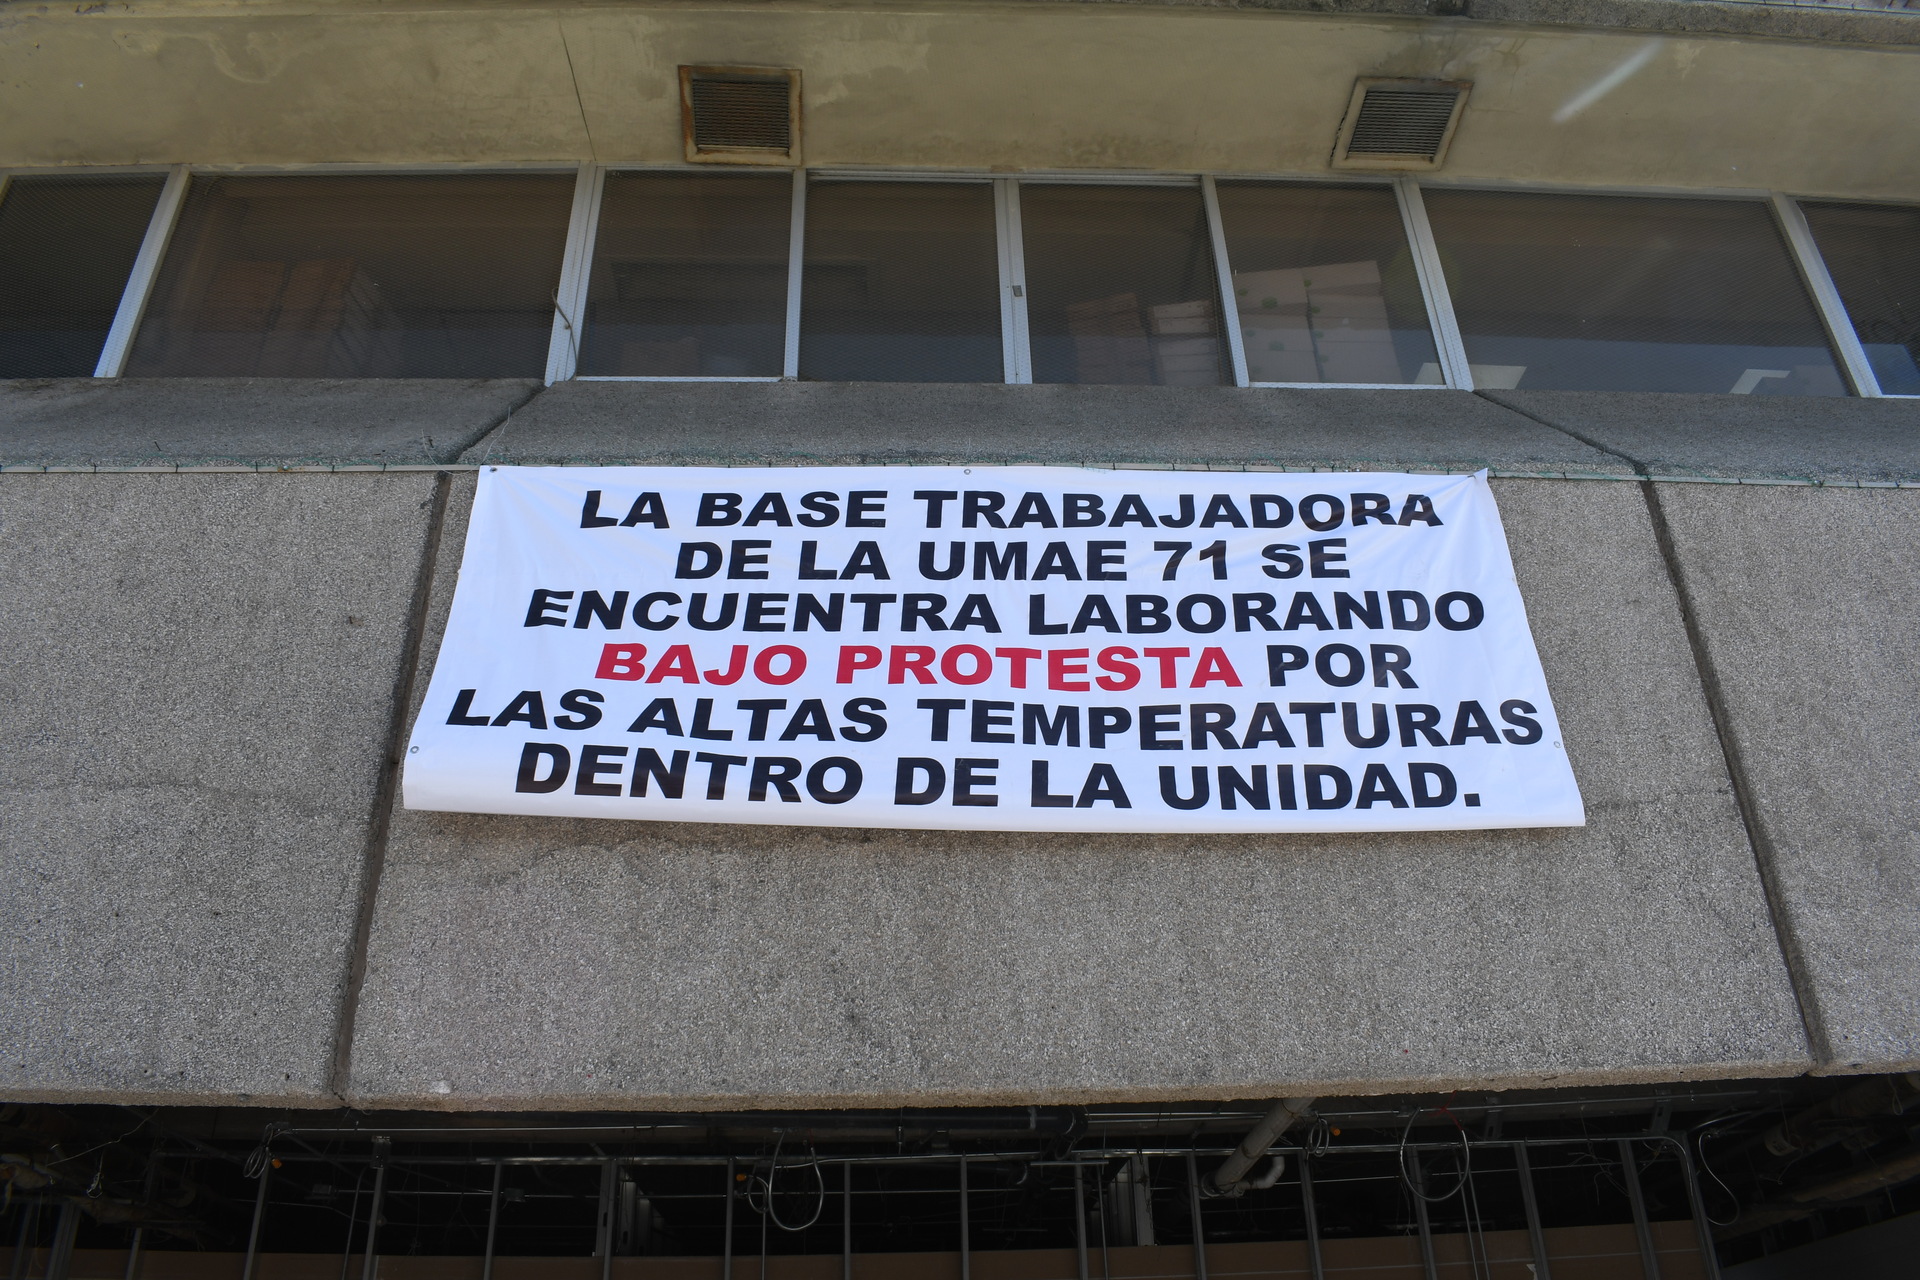 LA BASE TRABAJADORA
DE LA UMAE 71 SE
ENCUENTRA LABORANDO
BAJO PROTESTA POR
LAS ALTAS TEMPERATURAS
DENTRO DE LA UNIDAD.